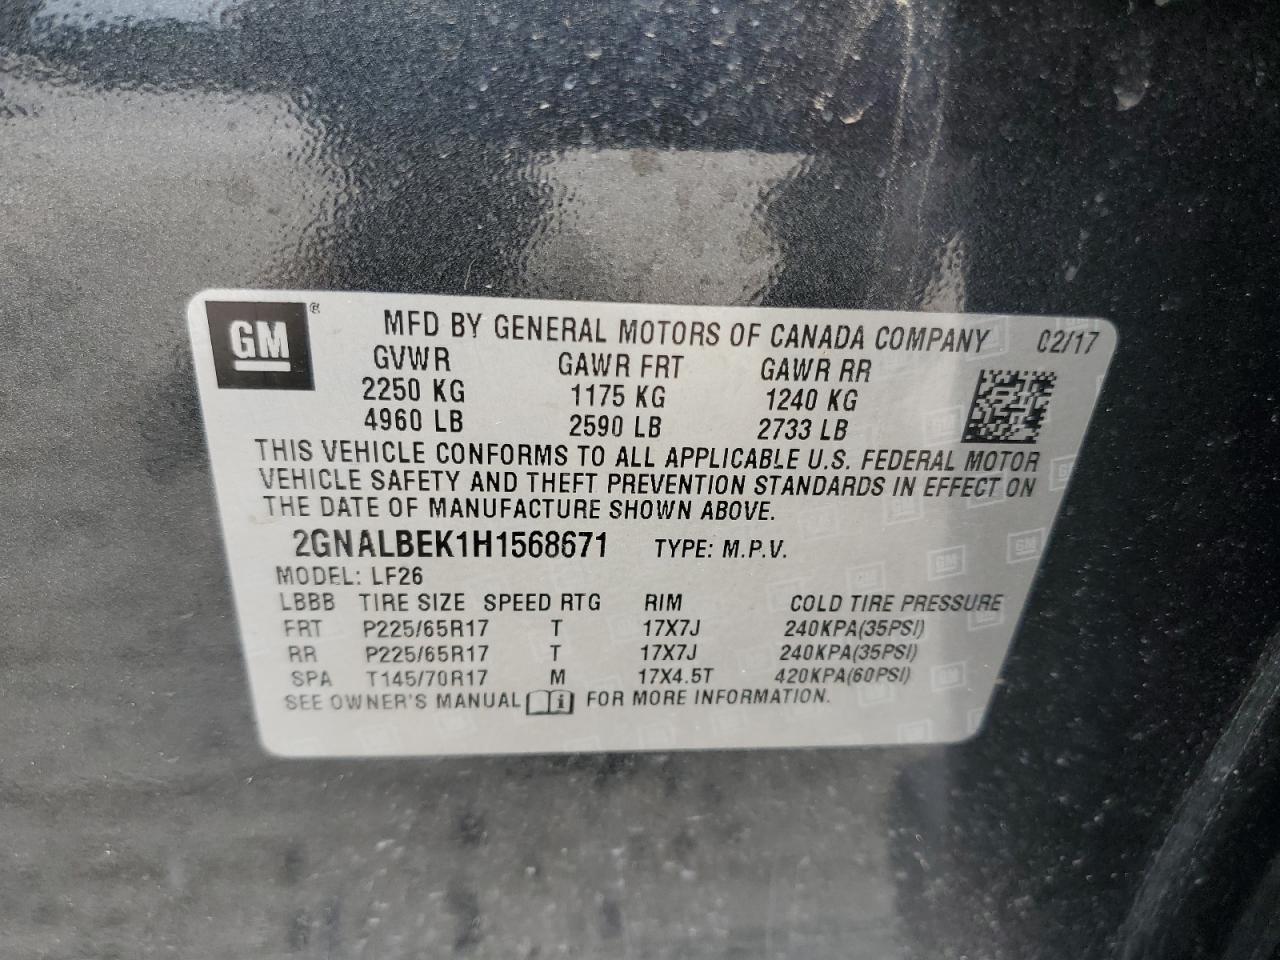 GM ®
MFD BY GENERAL MOTORS OF CANADA COMPANY 02/17
GVWR GAWR FRT GAWR RR
2250 KG 1175 KG 1240 KG
4960 LB 2590 LB 2733 LB
THIS VEHICLE CONFORMS TO ALL APPLICABLE U.S. FEDERAL MOTOR
VEHICLE SAFETY AND THEFT PREVENTION STANDARDS IN EFFECT ON
THE DATE OF MANUFACTURE SHOWN ABOVE.
2GNALBEK1H1568671 TYPE: M.P.V.
MODEL: LF26
LBBB TIRE SIZE SPEED RTG RIM COLD TIRE PRESSURE
FRT P225/65R17 T 17X7J 240KPA(35PSI)
RR P225/65R17 T 17X7J 240KPA(35PSI)
SPA T145/70R17 M 17X4.5T 420KPA(60PSI)
SEE OWNER'S MANUAL i FOR MORE INFORMATION.